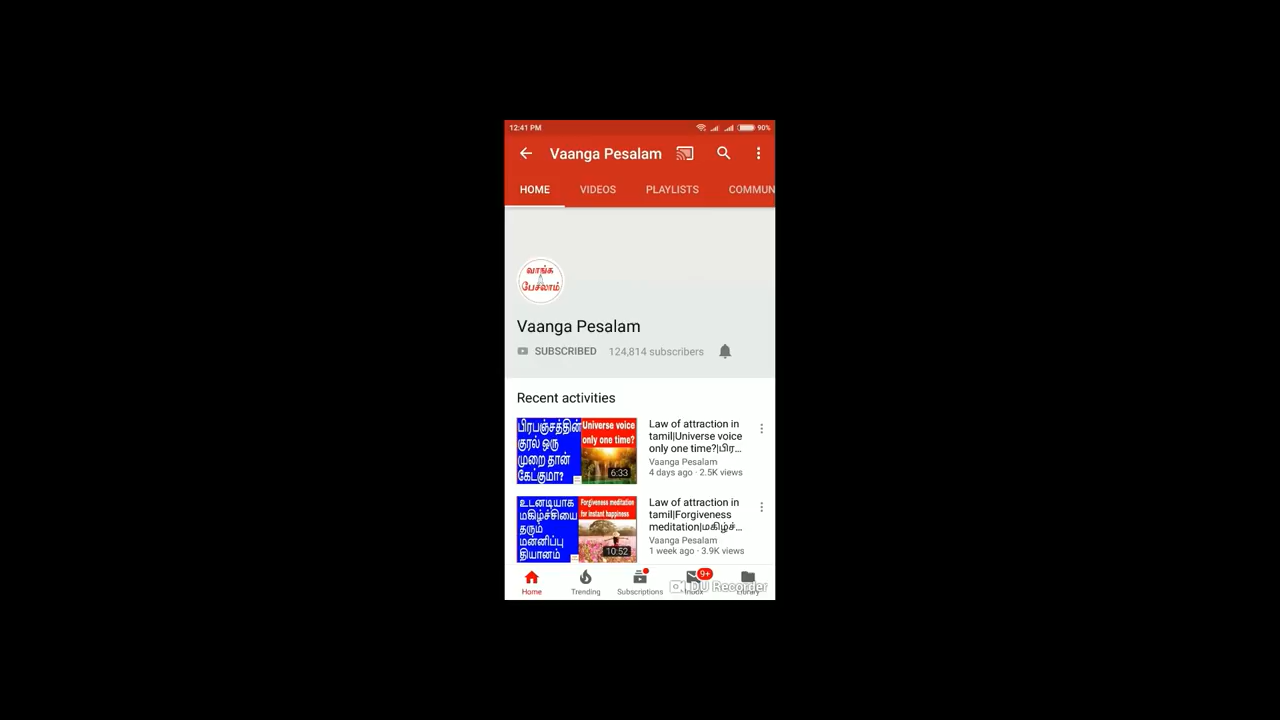 12:41 PM
90%
Vaanga Pesalam
HOME VIDEOS PLAYLISTS COMMUN
வாங்க
பேசலாம்
Vaanga Pesalam
SUBSCRIBED 124,814 subscribers
Recent activities
பிரபஞ்சத்தின்
குரல் ஒரு
முறை தான்
கேட்குமா?
Universe voice
only one time?
6:33
Law of attraction in
tamil|Universe voice
only one time?|பிர...
Vaanga Pesalam
4 days ago · 2.5K views
உடனடியாக
மகிழ்ச்சியை
தரும்
மன்னிப்பு
தியானம்
Forgiveness meditation
for instant happiness
10:52
Law of attraction in
tamil|Forgiveness
meditation|மகிழ்ச்...
Vaanga Pesalam
1 week ago · 3.9K views
9+
DU Recorder
Home Trending Subscriptions Inbox Library